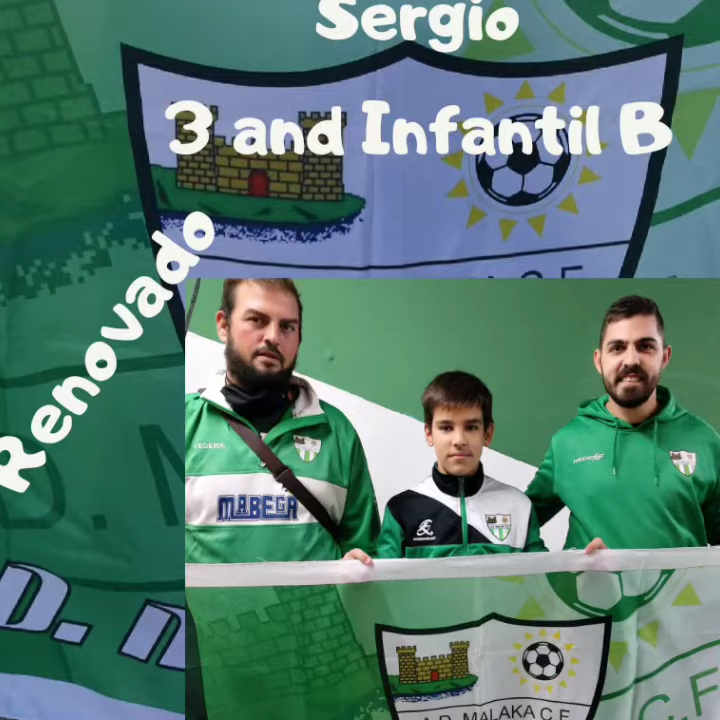 Sergio
3 and Infantil B
Renovado
D.
MABEGA
A.D. MALAKA C.F.
C.F